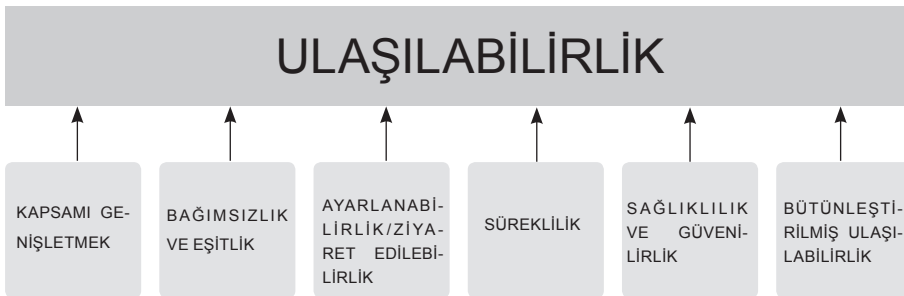 ULAŞILABİLİRLİK
KAPSAMI GE-
NİŞLETMEK
BAĞIMSIZLIK
VE EŞİTLİK
AYARLANABİ-
LİRLİK/ZİYA-
RET EDİLEBİ-
LİRLİK
SÜREKLİLİK
SAĞLIKLILIK
VE GÜVENİ-
LİRLİK
BÜTÜNLEŞTİ-
RİLMİŞ ULAŞI-
LABİLİRLİK